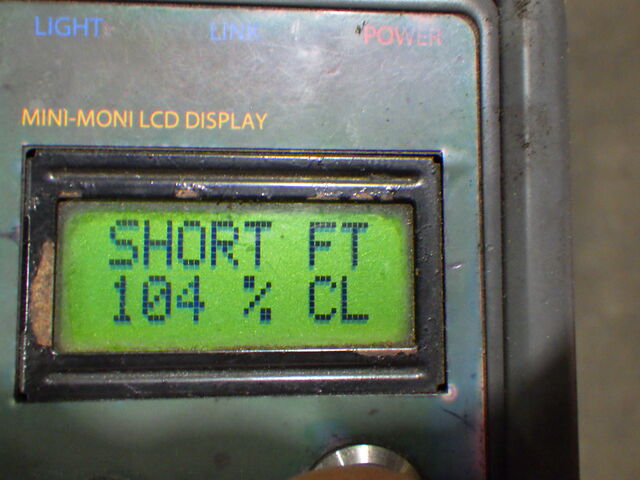 LIGHT LINK POWER
MINI-MONI LCD DISPLAY
SHORT FT
104 % CL